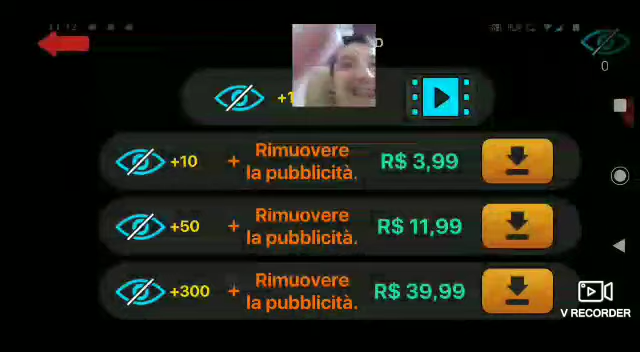 0
+10
+
Rimuovere
la pubblicità.
R$ 3,99
+50
+
Rimuovere
la pubblicità.
R$ 11,99
+300
+
Rimuovere
la pubblicità.
R$ 39,99
V RECORDER